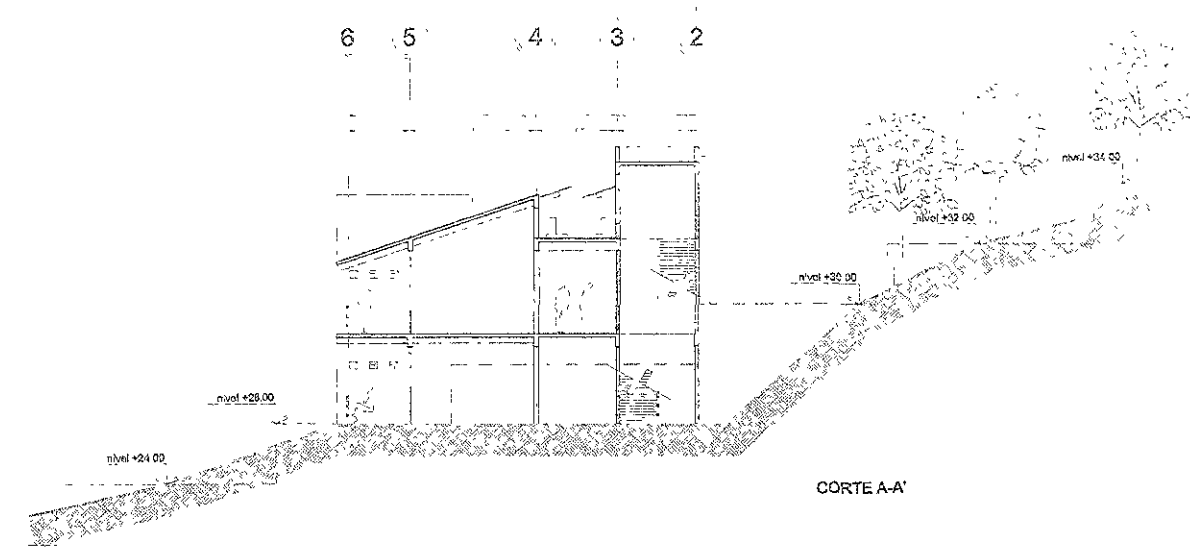 6 5 4 3 2
nivel +34.00
nivel +32.00
nivel +30.00
nivel +26.00
nivel +24.00
CORTE A-A'